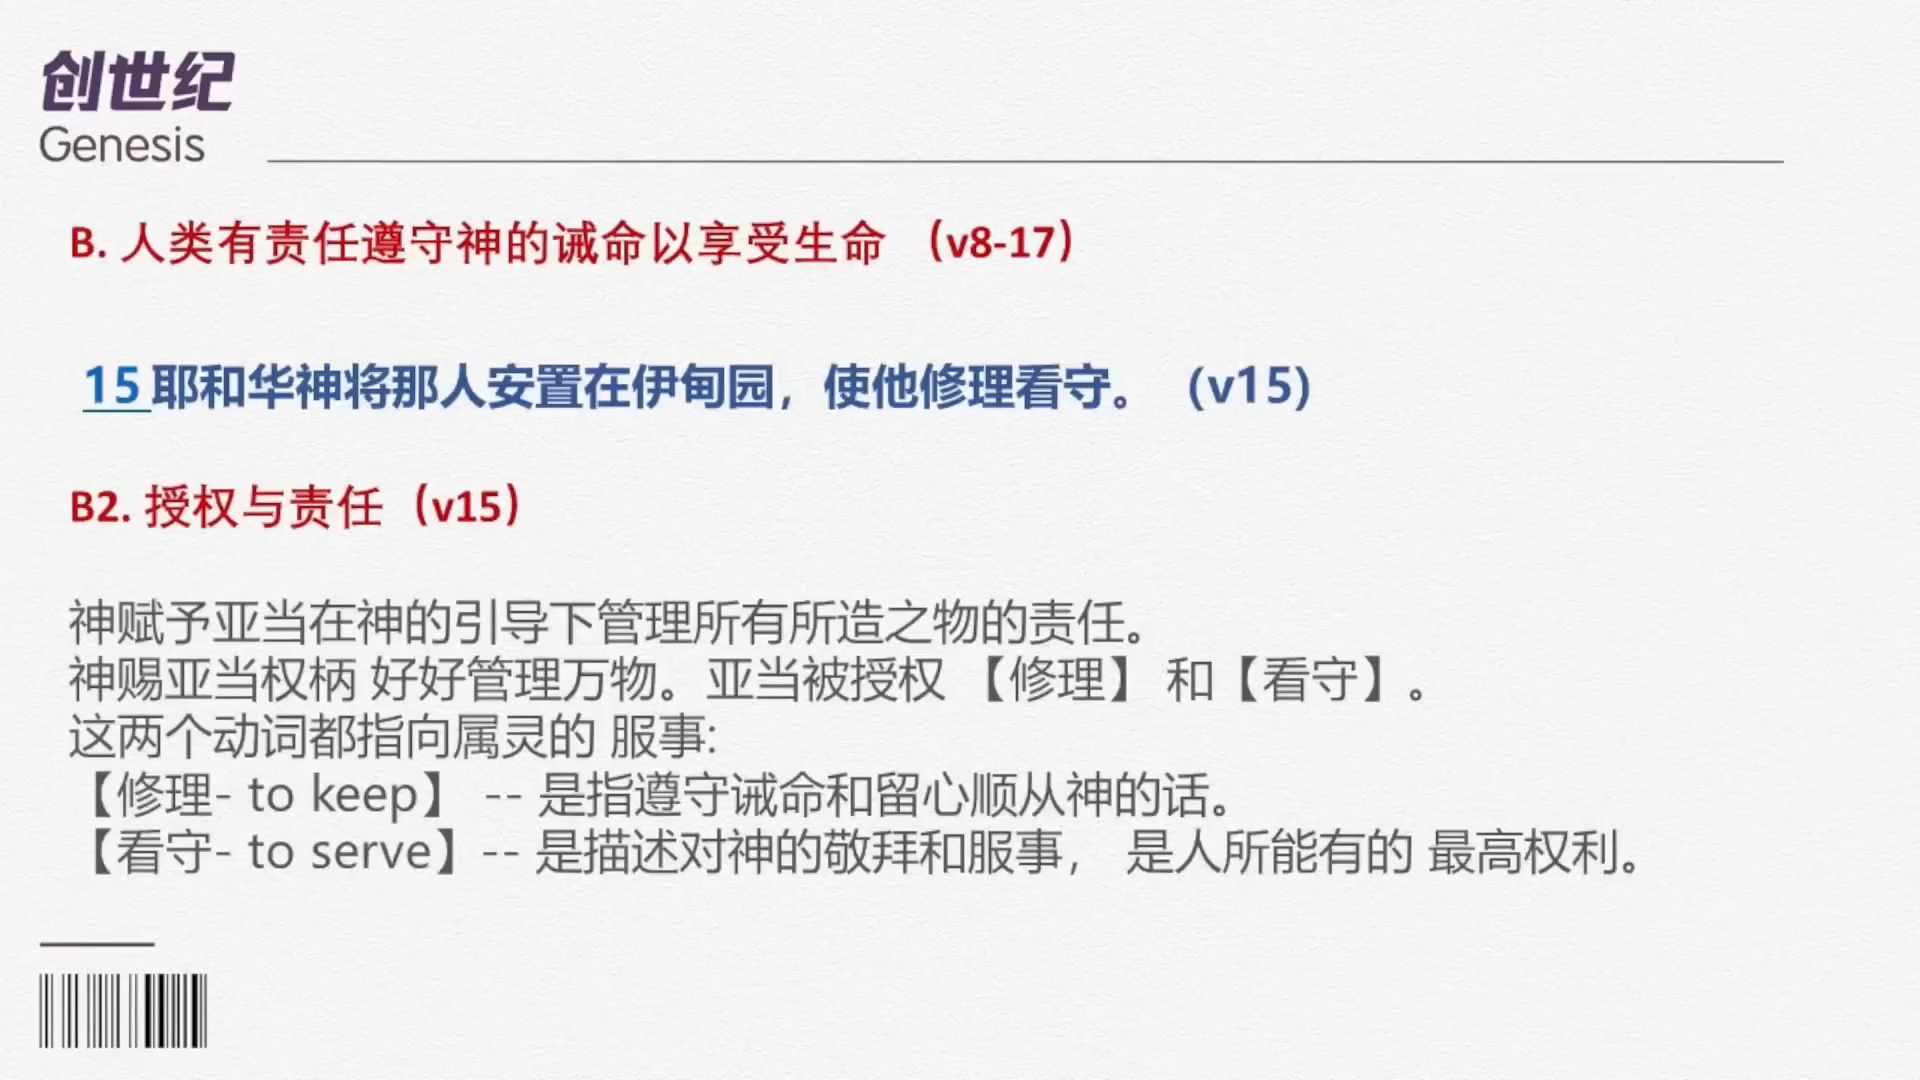 创世纪
Genesis
B. 人类有责任遵守神的诫命以享受生命 （v8-17）
15 耶和华神将那人安置在伊甸园，使他修理看守。（v15)
B2. 授权与责任（v15）
神赋予亚当在神的引导下管理所有所造之物的责任。
神赐亚当权柄 好好管理万物。亚当被授权 【修理】 和【看守】。
这两个动词都指向属灵的 服事:
【修理- to keep】 -- 是指遵守诫命和留心顺从神的话。
【看守- to serve】-- 是描述对神的敬拜和服事， 是人所能有的 最高权利。